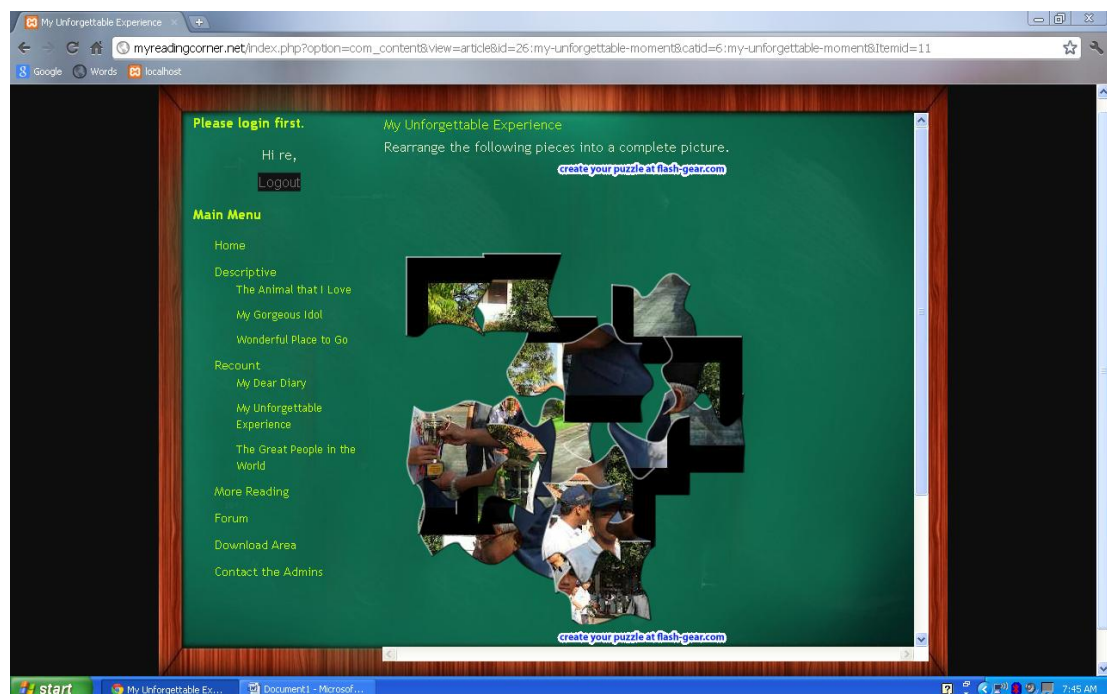 My Unforgettable Experience
myreadingcorner.net/index.php?option=com_content&view=article&id=26:my-unforgettable-moment&catid=6:my-unforgettable-moment&Itemid=11
Google Words localhost
Please login first.
Hi re,
Logout
Main Menu
Home
Descriptive
The Animal that I Love
My Gorgeous Idol
Wonderful Place to Go
Recount
My Dear Diary
My Unforgettable
Experience
The Great People in the
World
More Reading
Forum
Download Area
Contact the Admins
My Unforgettable Experience
Rearrange the following pieces into a complete picture.
create your puzzle at flash-gear.com
create your puzzle at flash-gear.com
start My Unforgettable Ex... Document1 - Microsof... 7:45 AM